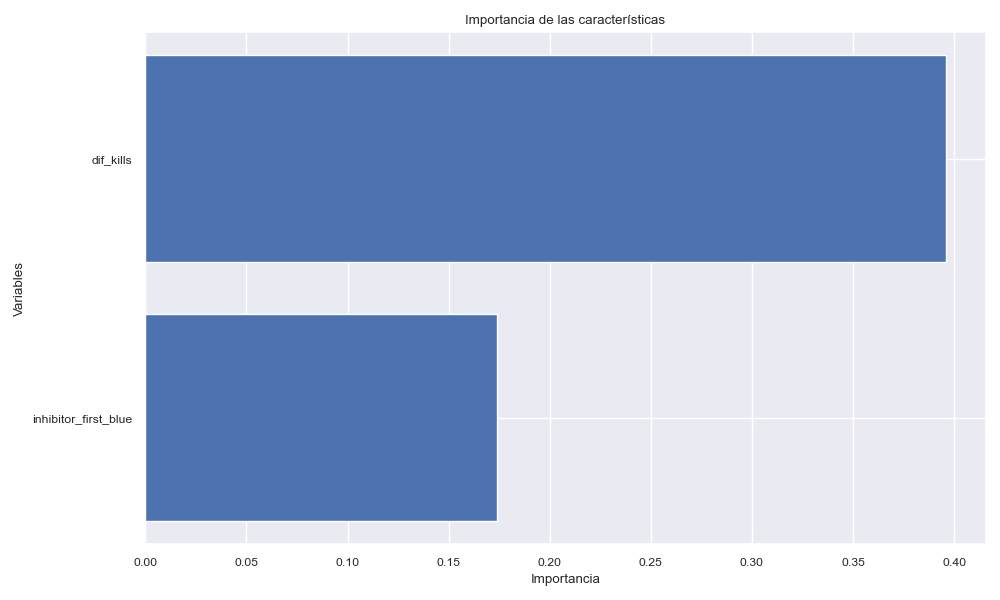 Importancia de las características
dif_kills
Variables
inhibitor_first_blue
0.00 0.05 0.10 0.15 0.20 0.25 0.30 0.35 0.40
Importancia